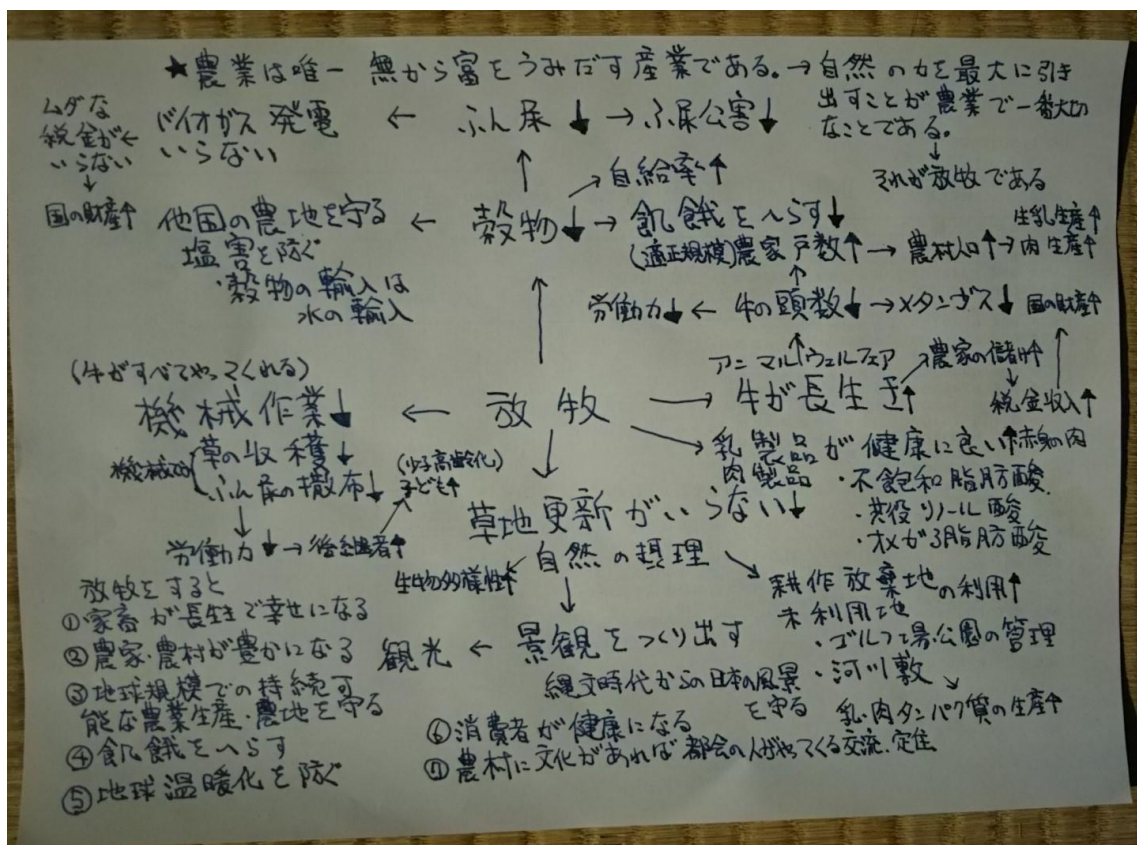 ★農業は唯一 無から富をうみだす産業である。→自然の力を最大に引き
出すことが農業で一番大切
なことである。
↓
それが放牧である
ムダな
税金が←
いらない
↓
国の財産↑
バイオガス発電 ← ふん尿↓→ふ尿公害↓
いらない
↑
→自給率↑
他国の農地を守る ← 穀物↓→飢餓をへらす↓
塩害を防ぐ
・穀物の輸入は
水の輸入
生乳生産↑
(適正規模)農家戸数↑→農村人口↑→肉生産↑
↑
労働力↓← 牛の頭数↓→メタンガス↓ 国の財産↑
↑
アニマルウェルフェア
→農家の儲け↑
↓
税金収入↑
(牛がすべてやってくれる)
機械作業↓ ← 放牧 → 牛が長生き↑
機械での
草の収穫↓
ふん尿の撒布↓
↓
労働力↓→後継者↑
(少子高齢化)
子ども↑
乳製品が健康に良い↑赤身の肉
肉製品
・不飽和脂肪酸
・共役リノール酸
・オメガ3脂肪酸
草地更新がいらない↓
自然の摂理
生物多様性↑
↓
観光 ← 景観をつくり出す
縄文時代からの日本の風景
を守る
耕作放棄地の利用↑
未利用地
・ゴルフ場・公園の管理
・河川敷
乳・肉タンパク質の生産↑
放牧をすると
①家畜が長生きで幸せになる
②農家・農村が豊かになる
③地球規模での持続可
能な農業生産・農地を守る
④飢餓をへらす
⑤地球温暖化を防ぐ
⑥消費者が健康になる
⑦農村に文化があれば都会の人がやってくる交流、定住